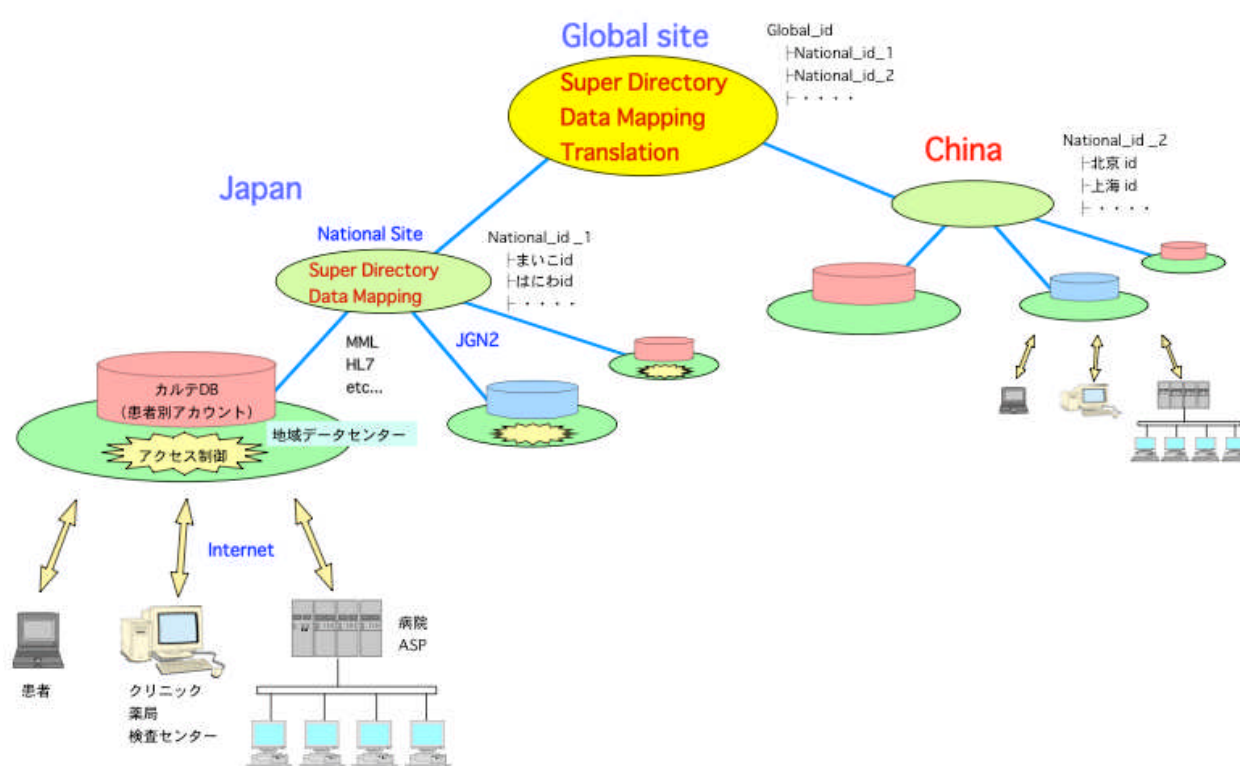 Global site
Super Directory
Data Mapping
Translation
Global_id
├National_id_1
├National_id_2
├・・・・
China
National_id _2
├北京 id
├上海 id
├・・・・
Japan
National Site
Super Directory
Data Mapping
National_id _1
├まいこid
├はにわid
├・・・・
MML
HL7
etc...
JGN2
カルテDB
（患者別アカウント）
地域データセンター
アクセス制御
Internet
患者
クリニック
薬局
検査センター
病院
ASP